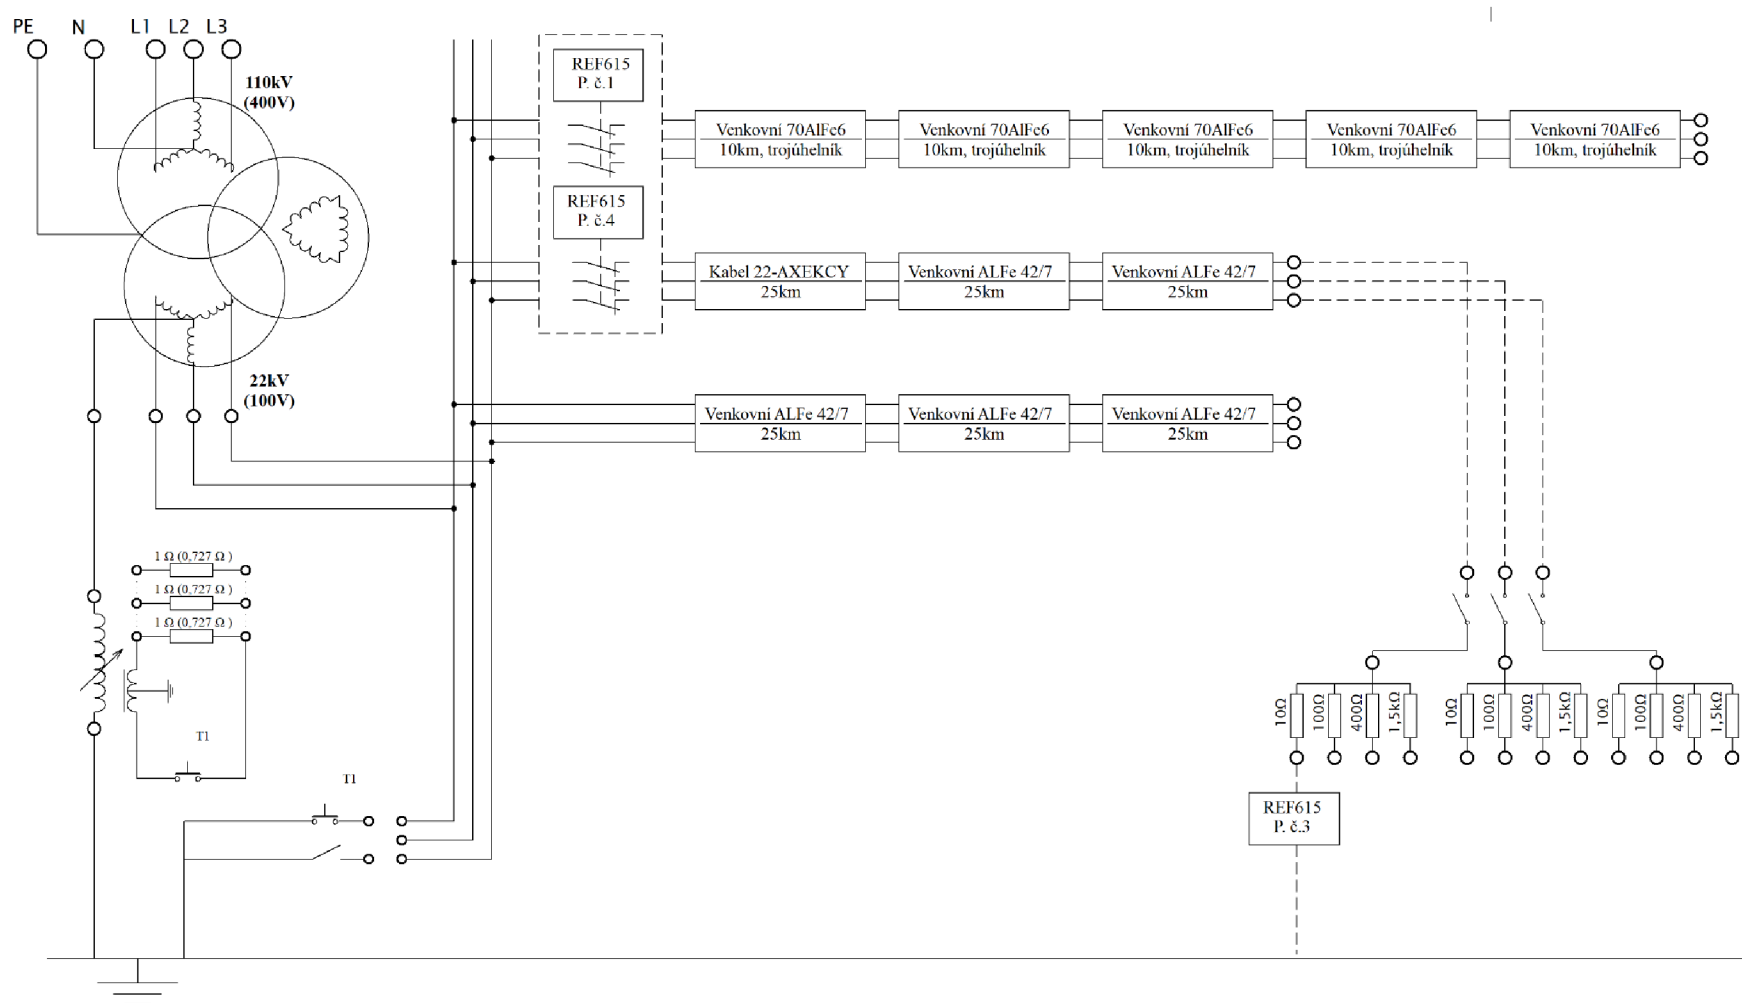 PE N L1 L2 L3
110kV
(400V)
REF615
P. č.1
Venkovní 70AlFe6
10km, trojúhelník
Venkovní 70AlFe6
10km, trojúhelník
Venkovní 70AlFe6
10km, trojúhelník
Venkovní 70AlFe6
10km, trojúhelník
Venkovní 70AlFe6
10km, trojúhelník
REF615
P. č.4
Kabel 22-AXEKCY
25km
Venkovní ALFe 42/7
25km
Venkovní ALFe 42/7
25km
22kV
(100V)
Venkovní ALFe 42/7
25km
Venkovní ALFe 42/7
25km
Venkovní ALFe 42/7
25km
1 Ω (0,727 Ω )
1 Ω (0,727 Ω )
1 Ω (0,727 Ω )
T1
T1
10Ω
100Ω
400Ω
1,5kΩ
10Ω
100Ω
400Ω
1,5kΩ
10Ω
100Ω
400Ω
1,5kΩ
REF615
P. č.3